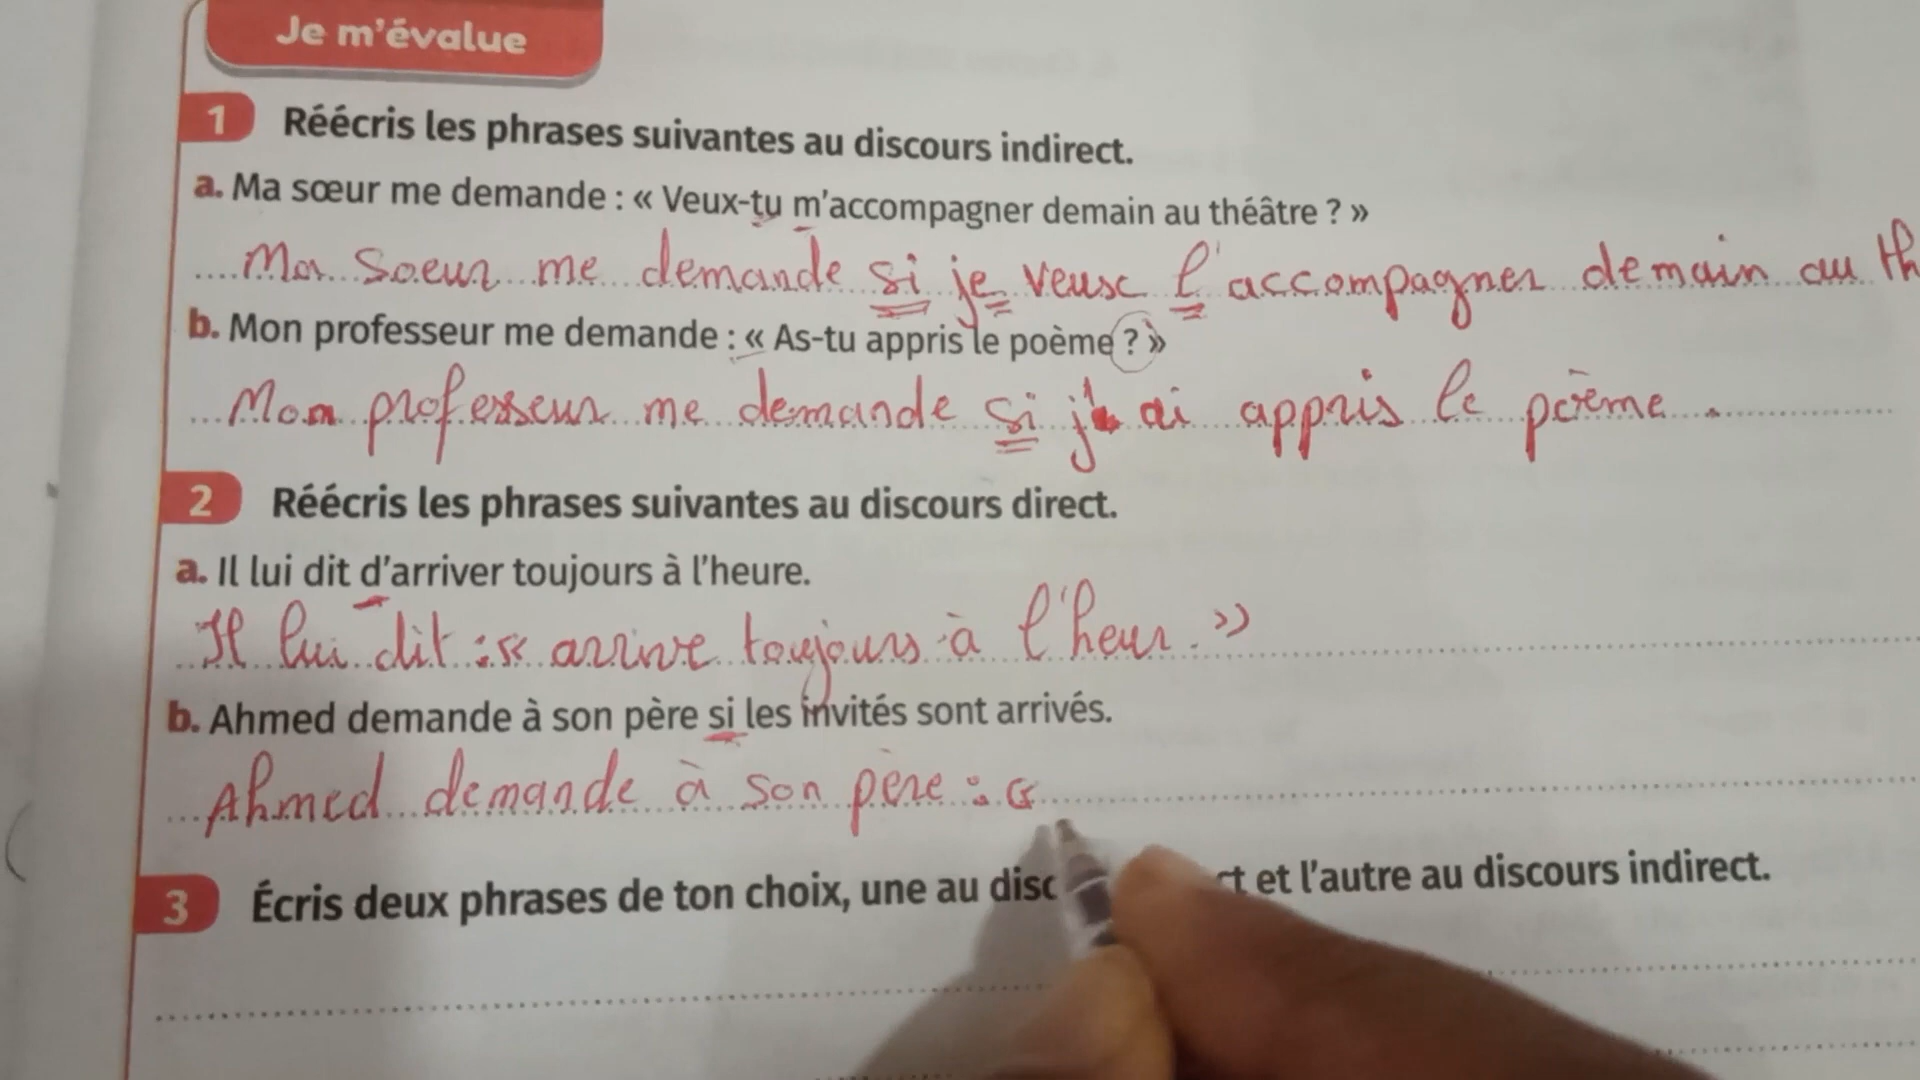 Je m'évalue
1 Réécris les phrases suivantes au discours indirect.
a. Ma sœur me demande : « Veux-tu m'accompagner demain au théâtre ? »
Ma soeur me demande si je veux l'accompagner demain au th
b. Mon professeur me demande : « As-tu appris le poème ? »
Mon professeur me demande si j'ai appris le poème.
2 Réécris les phrases suivantes au discours direct.
a. Il lui dit d'arriver toujours à l'heure.
Il lui dit : « arrive toujours à l'heur. »
b. Ahmed demande à son père si les invités sont arrivés.
Ahmed demande à son père : «
3 Écris deux phrases de ton choix, une au disc ct et l'autre au discours indirect.